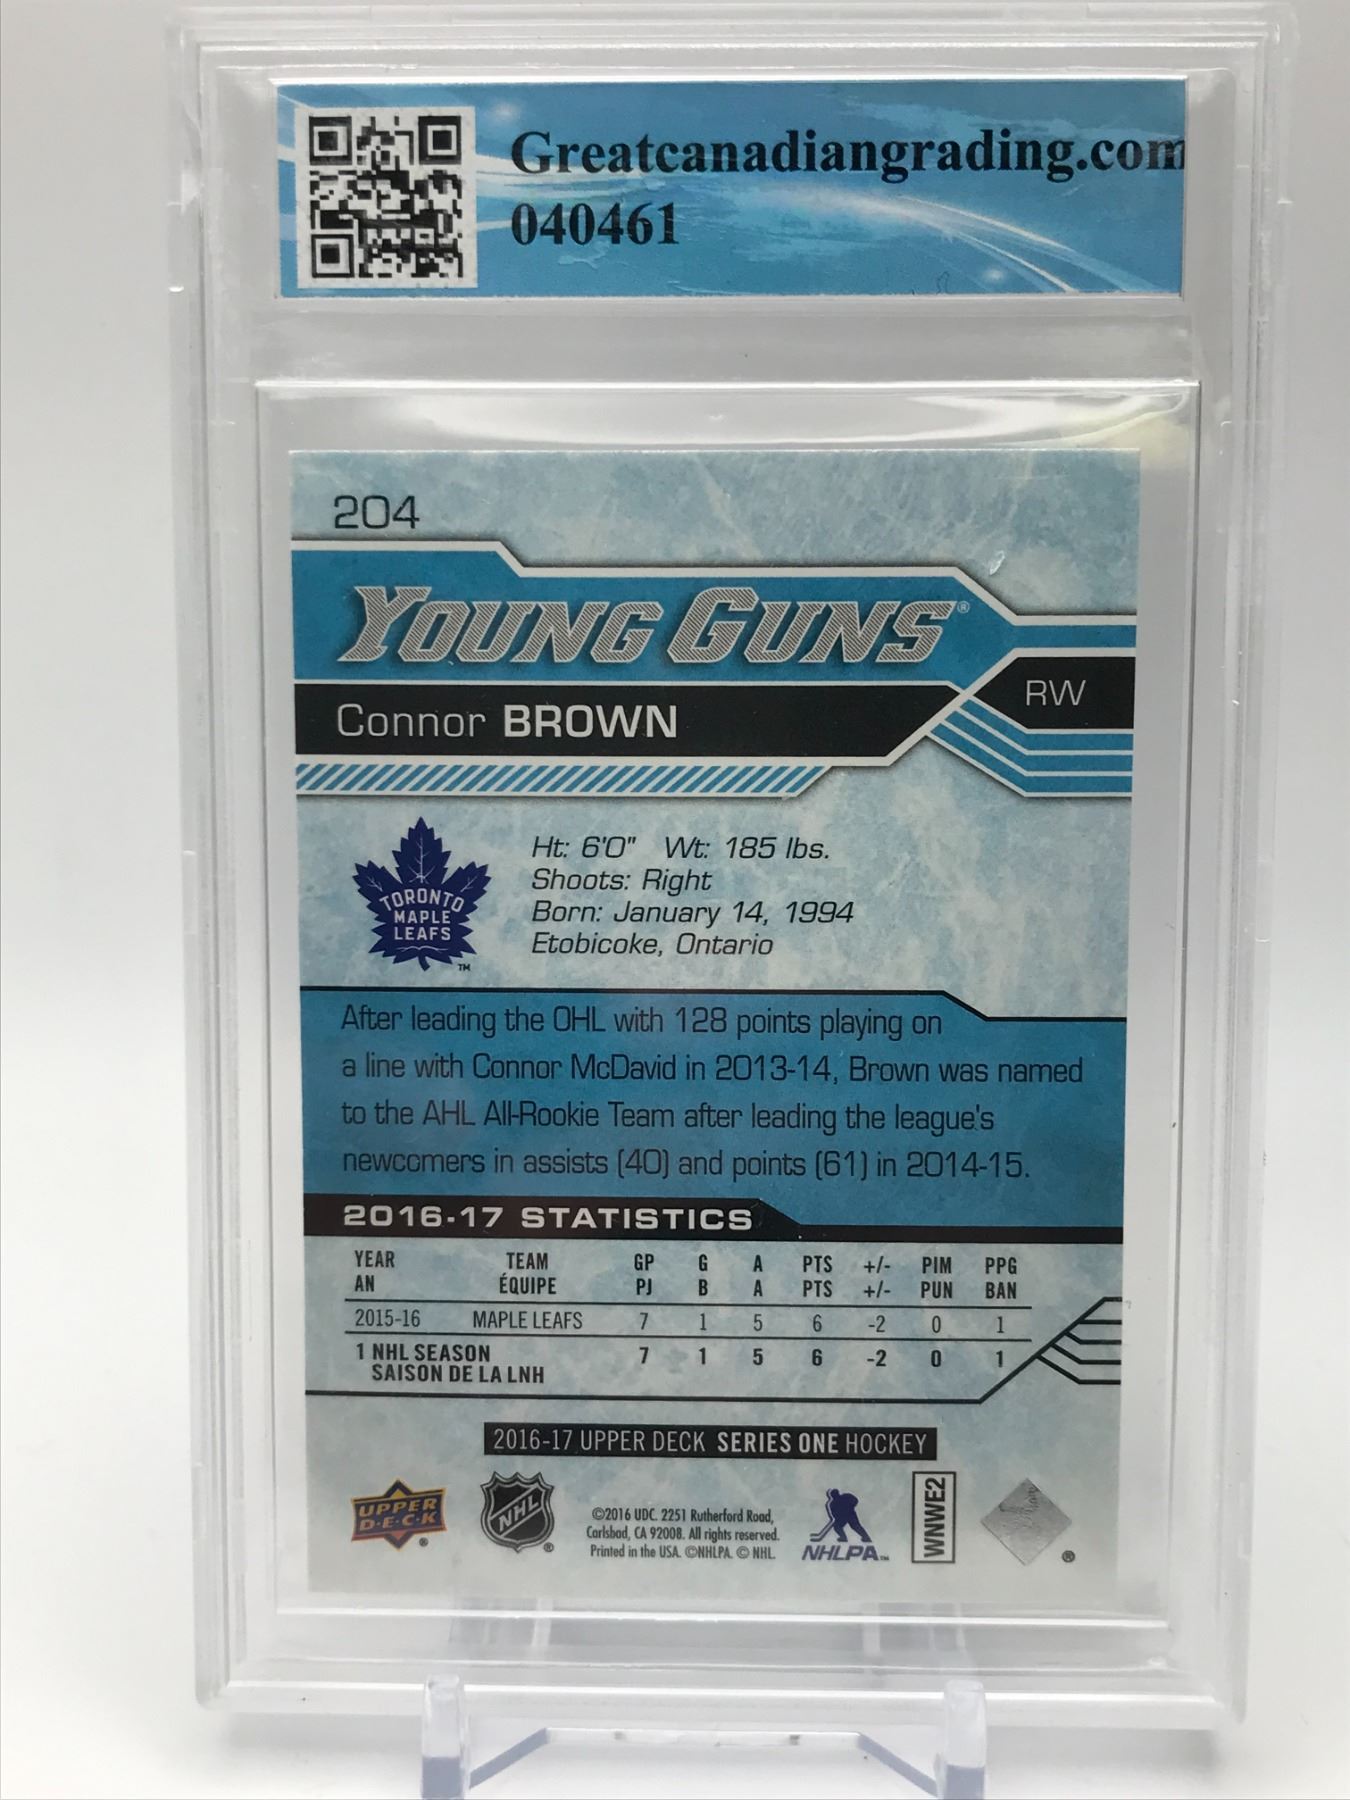 Greatcanadiangrading.com
040461
204
YOUNG GUNS®
Connor BROWN
RW
TORONTO
MAPLE
LEAFS
TM
Ht: 6'0" Wt: 185 lbs.
Shoots: Right
Born: January 14, 1994
Etobicoke, Ontario
After leading the OHL with 128 points playing on
a line with Connor McDavid in 2013-14, Brown was named
to the AHL All-Rookie Team after leading the league's
newcomers in assists (40) and points (61) in 2014-15.
2016-17 STATISTICS
YEAR TEAM GP G A PTS +/- PIM PPG
AN ÉQUIPE PJ B A PTS +/- PUN BAN
2015-16 MAPLE LEAFS 7 1 5 6 -2 0 1
1 NHL SEASON 7 1 5 6 -2 0 1
SAISON DE LA LNH
2016-17 UPPER DECK SERIES ONE HOCKEY
UPPER
D·E·C·K
®
NHL
®
©2016 UDC. 2251 Rutherford Road,
Carlsbad, CA 92008. All rights reserved.
Printed in the USA. ©NHLPA. © NHL.
NHLPA™
WNWE2
®